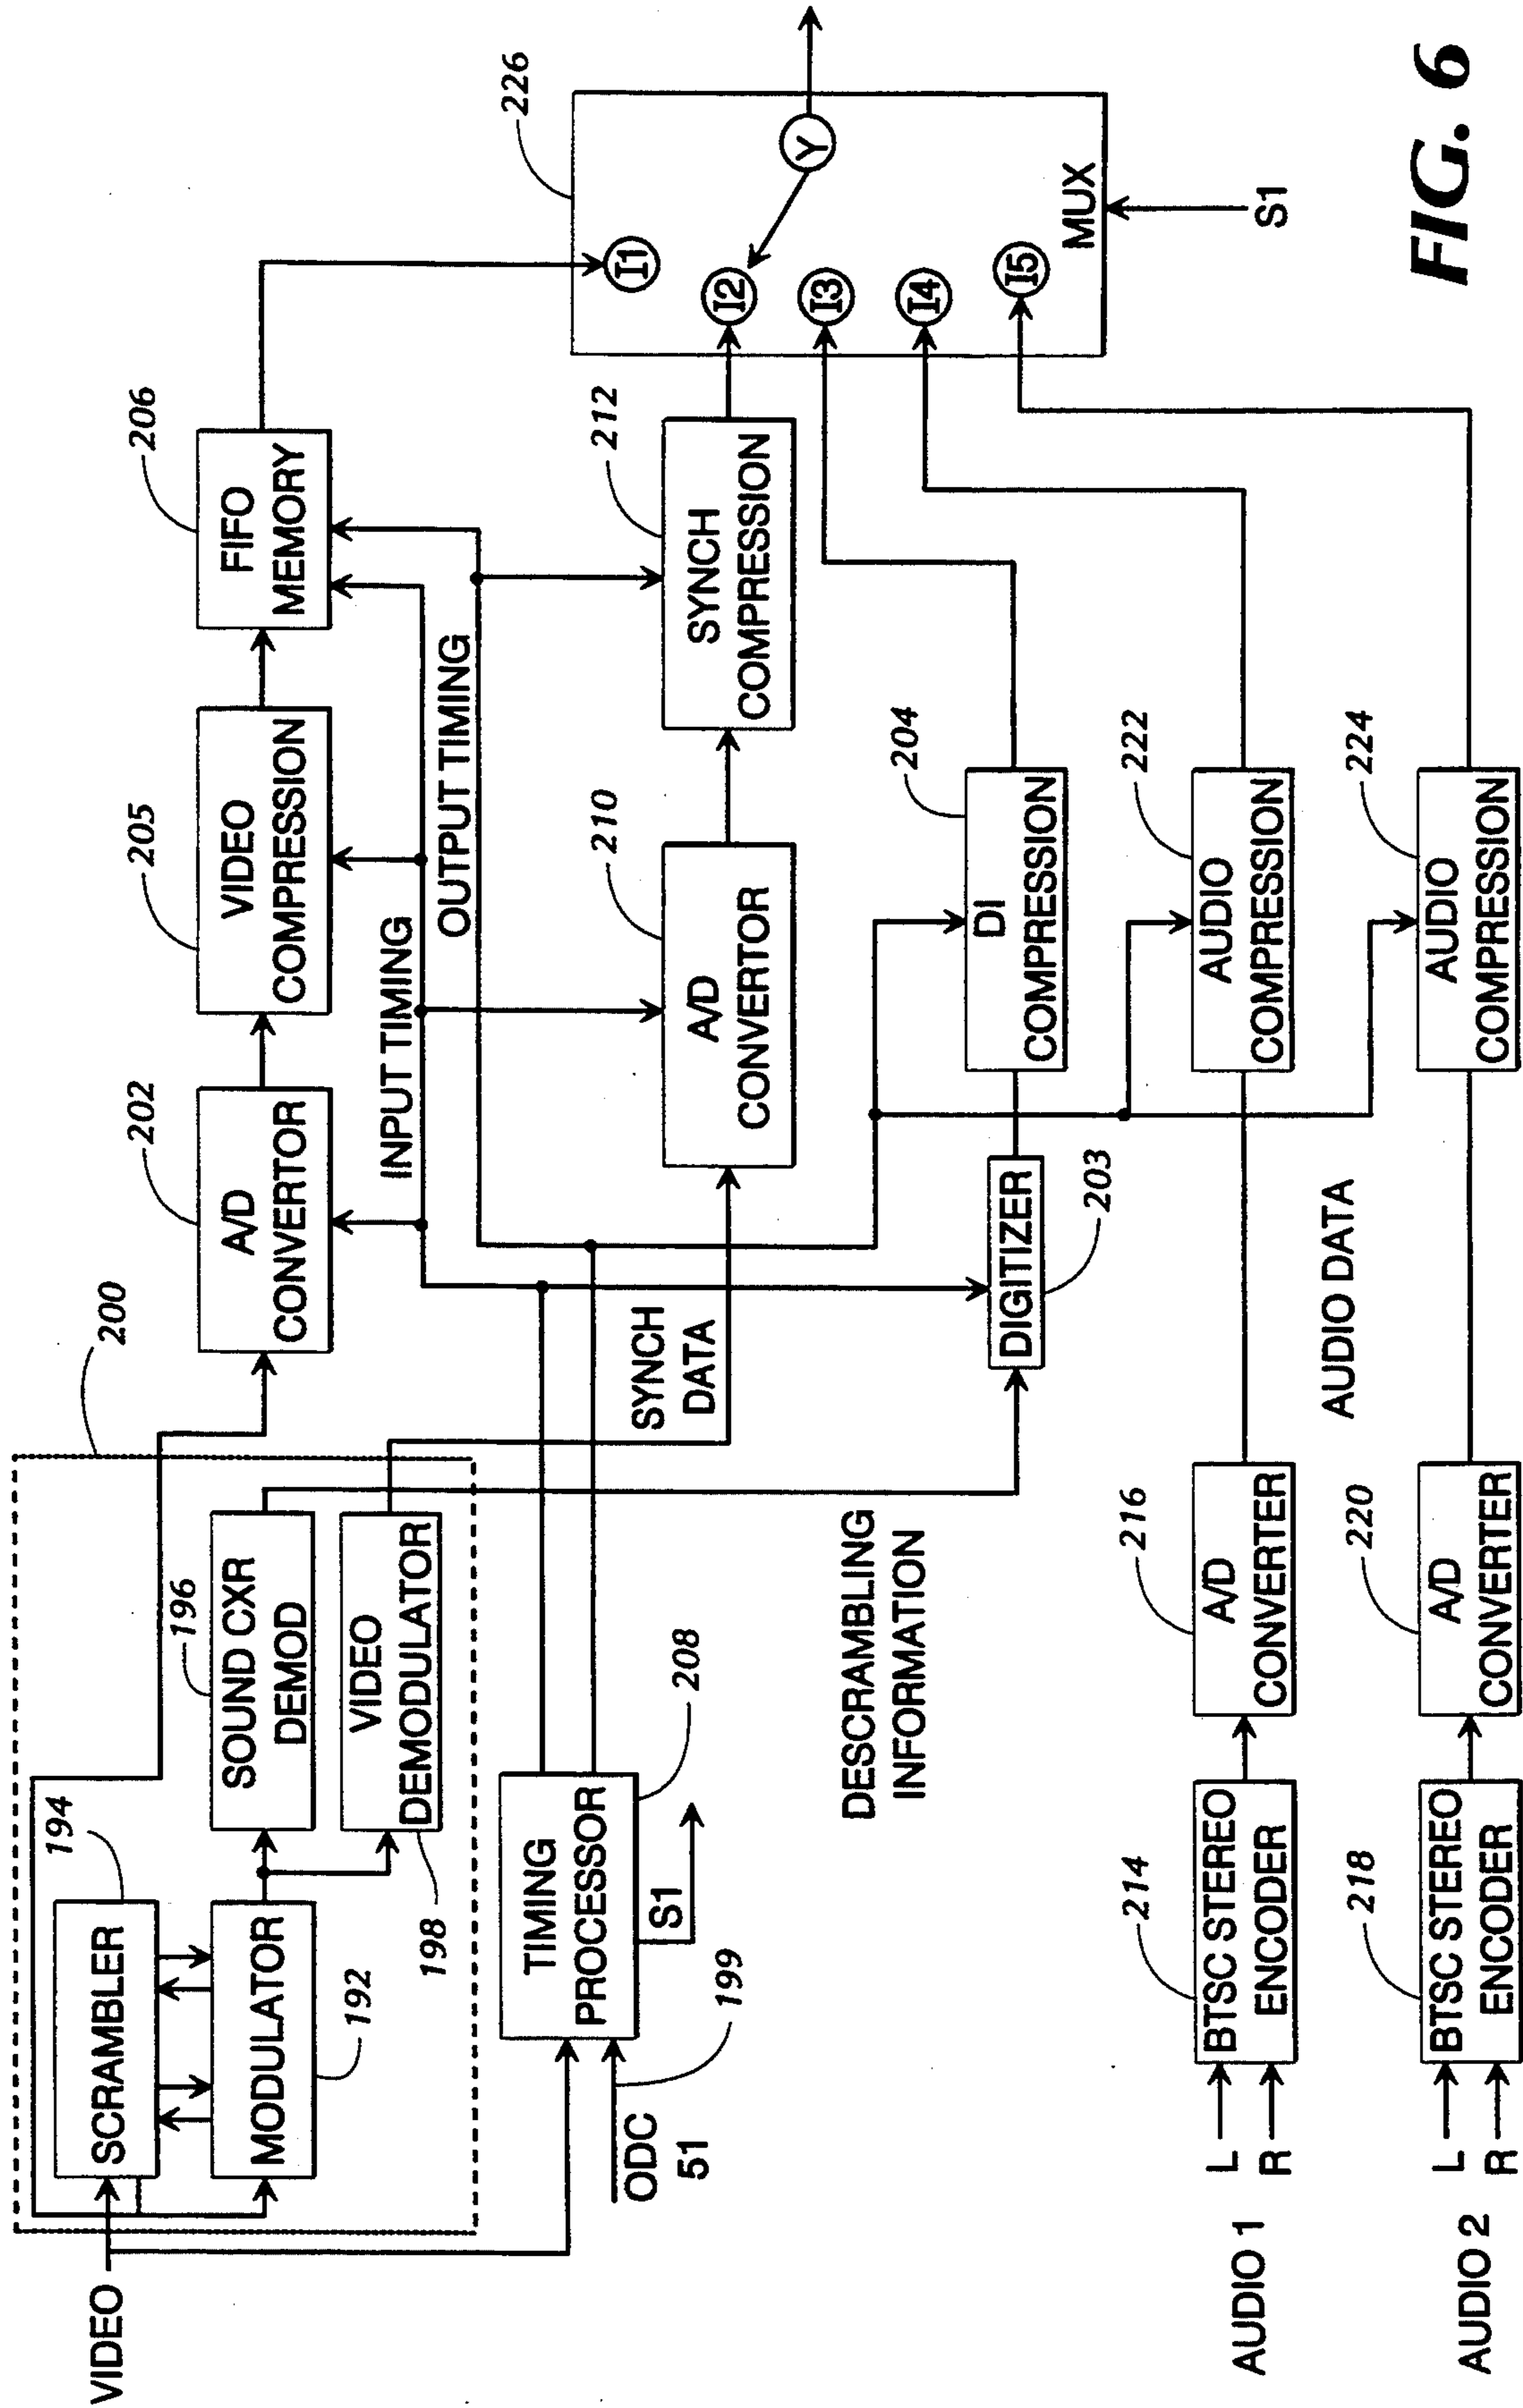 200
VIDEO
SCRAMBLER
194
MODULATOR
192
196
SOUND CXR
DEMOD
VIDEO
DEMODULATOR
198
202
A/D
CONVERTOR
205
VIDEO
COMPRESSION
206
FIFO
MEMORY
INPUT TIMING
OUTPUT TIMING
TIMING
PROCESSOR
208
S1
ODC
51
199
SYNCH
DATA
210
A/D
CONVERTOR
212
SYNCH
COMPRESSION
DESCRAMBLING
INFORMATION
DIGITIZER
203
204
DI
COMPRESSION
226
I1
I2
I3
I4
I5
Y
MUX
S1
AUDIO 1
L
R
214
BTSC STEREO
ENCODER
216
A/D
CONVERTER
222
AUDIO
COMPRESSION
AUDIO DATA
AUDIO 2
L
R
218
BTSC STEREO
ENCODER
220
A/D
CONVERTER
224
AUDIO
COMPRESSION
FIG. 6